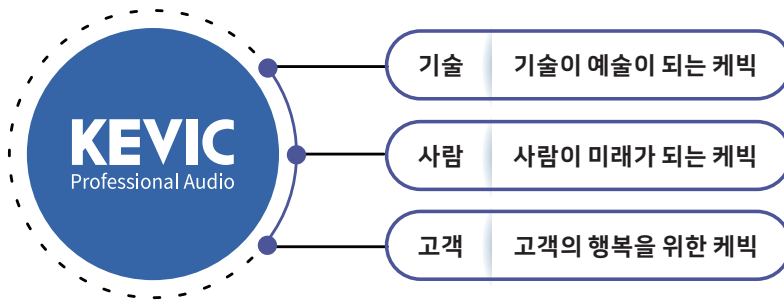 KEVIC
Professional Audio
기술 기술이 예술이 되는 케빅
사람 사람이 미래가 되는 케빅
고객 고객의 행복을 위한 케빅